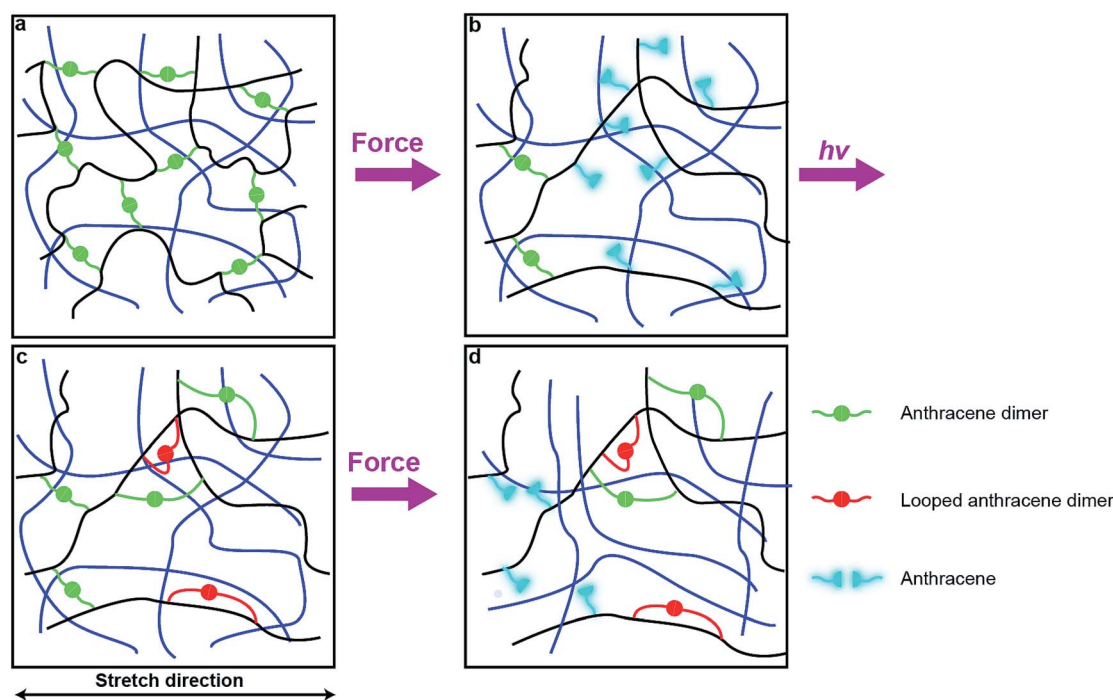 a
Force
b
hv
c
Force
d
Anthracene dimer
Looped anthracene dimer
Anthracene
Stretch direction